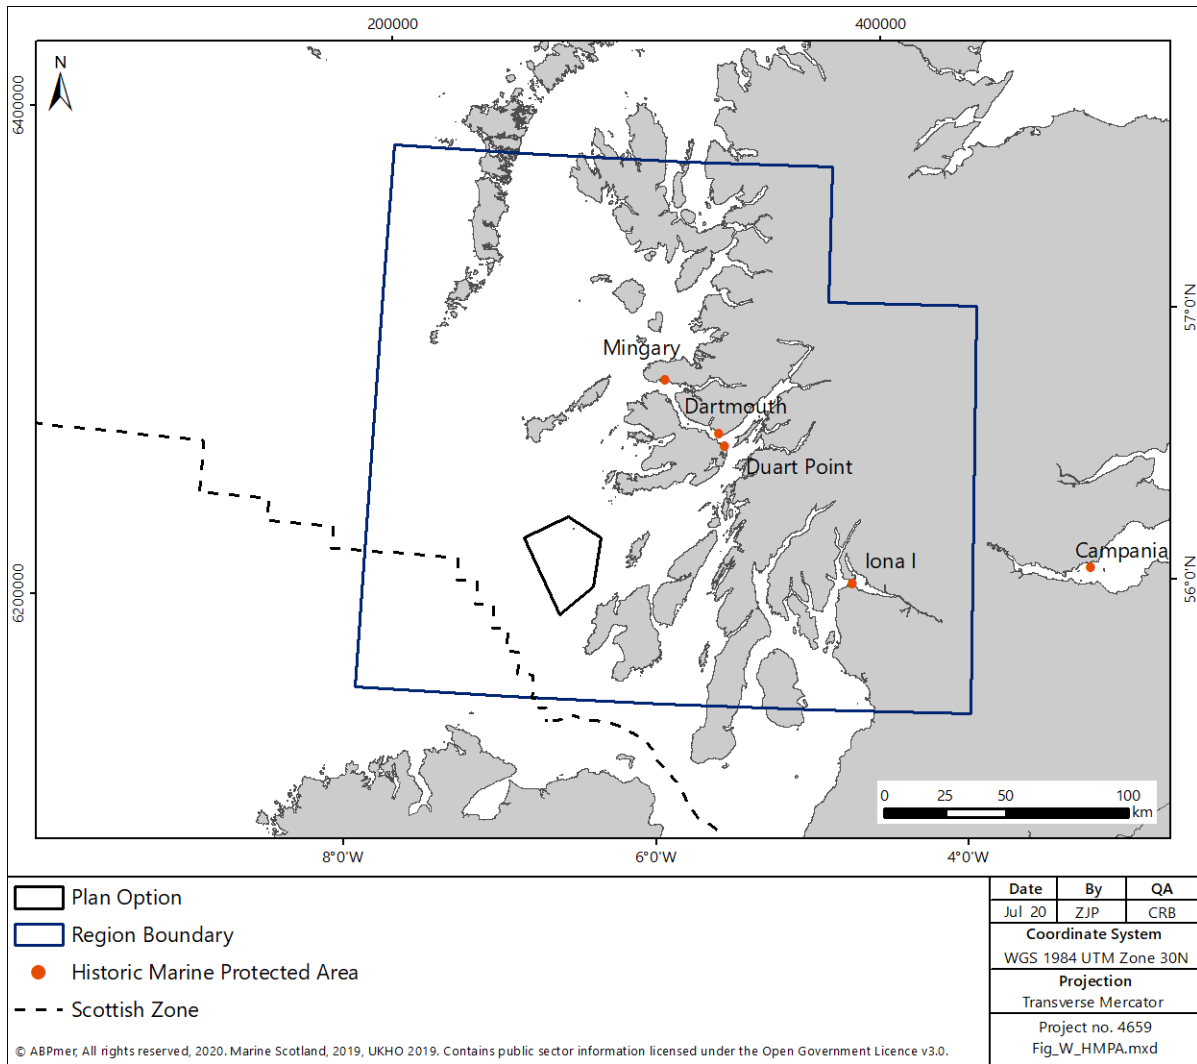 200000
400000
N
6400000
57°0'N
Mingary
Dartmouth
Duart Point
Iona I
Campania
6200000
56°0'N
0
25
50
100
km
8°0'W
6°0'W
4°0'W
Plan Option
Region Boundary
Historic Marine Protected Area
Scottish Zone
Date By QA
Jul 20 ZJP CRB
Coordinate System
WGS 1984 UTM Zone 30N
Projection
Transverse Mercator
Project no. 4659
Fig_W_HMPA.mxd
© ABPmer, All rights reserved, 2020. Marine Scotland, 2019, UKHO 2019. Contains public sector information licensed under the Open Government Licence v3.0.